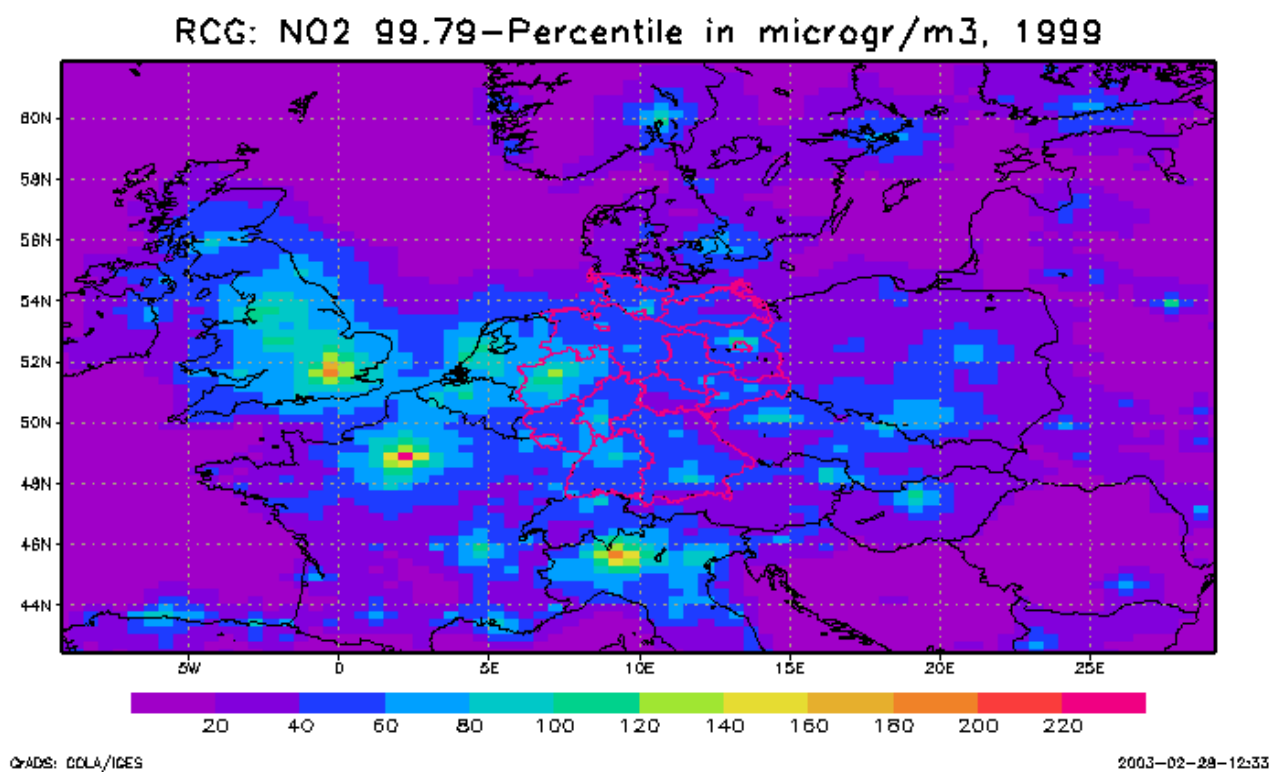 RCG: NO2 99.79-Percentile in microgr/m3, 1999
60N
58N
56N
54N
52N
50N
48N
46N
44N
5W 0 5E 10E 15E 20E 25E
20 40 60 80 100 120 140 160 180 200 220
GrADS: COLA/IGES 2003-02-28-12:33